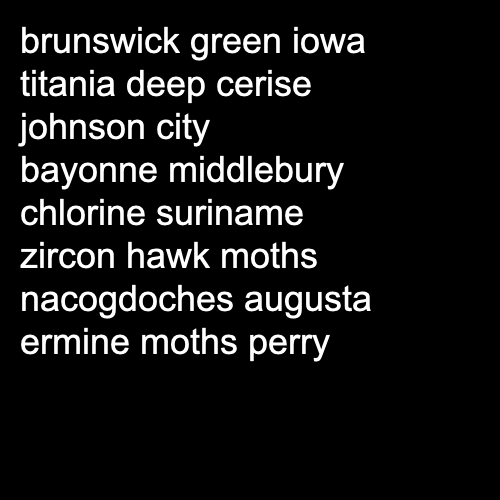 brunswick green iowa
titania deep cerise
johnson city
bayonne middlebury
chlorine suriname
zircon hawk moths
nacogdoches augusta
ermine moths perry